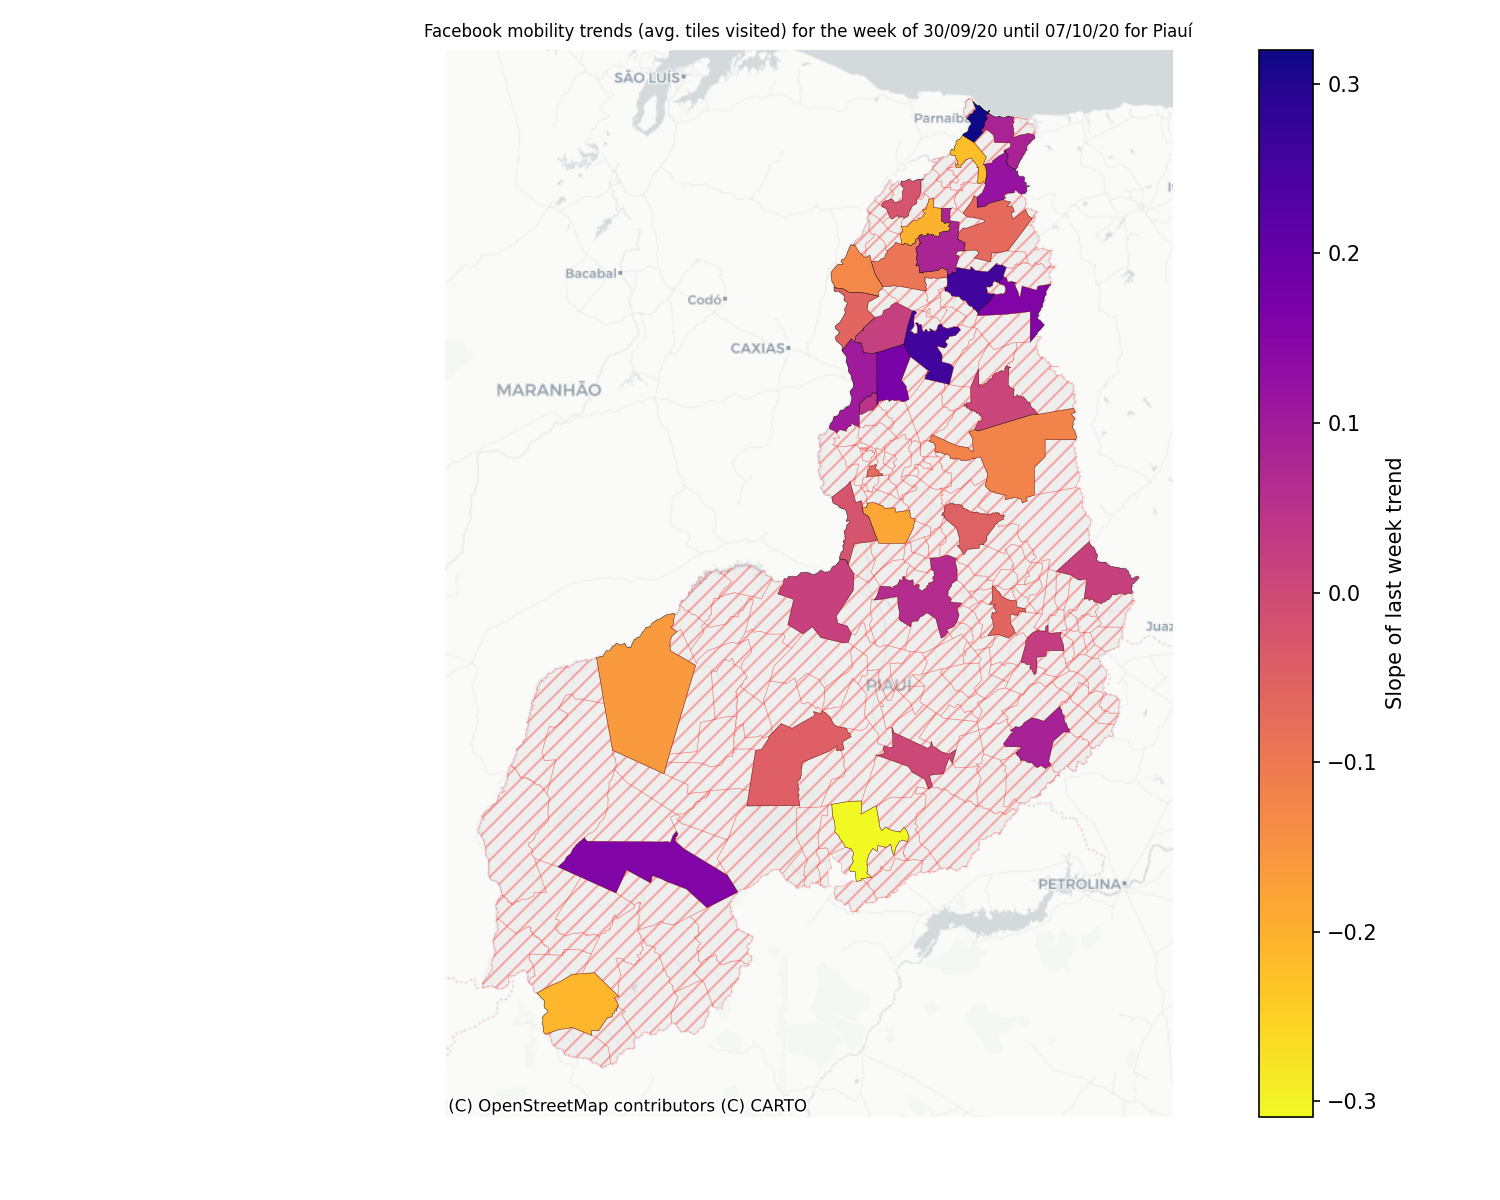 Facebook mobility trends (avg. tiles visited) for the week of 30/09/20 until 07/10/20 for Piauí
SÃO LUÍS
Parnaíba
Bacabal
Codó
CAXIAS
MARANHÃO
PIAUÍ
PETROLINA
(C) OpenStreetMap contributors (C) CARTO
0.3
0.2
0.1
0.0
−0.1
−0.2
−0.3
Slope of last week trend